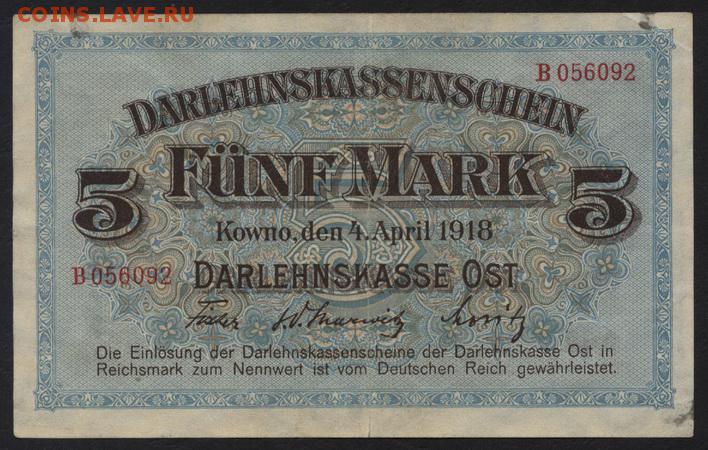 COINS.LAVE.RU
B 056092
DARLEHNSKASSENSCHEIN
5 FÜNF MARK 5
Kowno, den 4. April 1918
B 056092 DARLEHNSKASSE OST
Die Einlösung der Darlehnskassenscheine der Darlehnskasse Ost in
Reichsmark zum Nennwert ist vom Deutschen Reich gewährleistet.